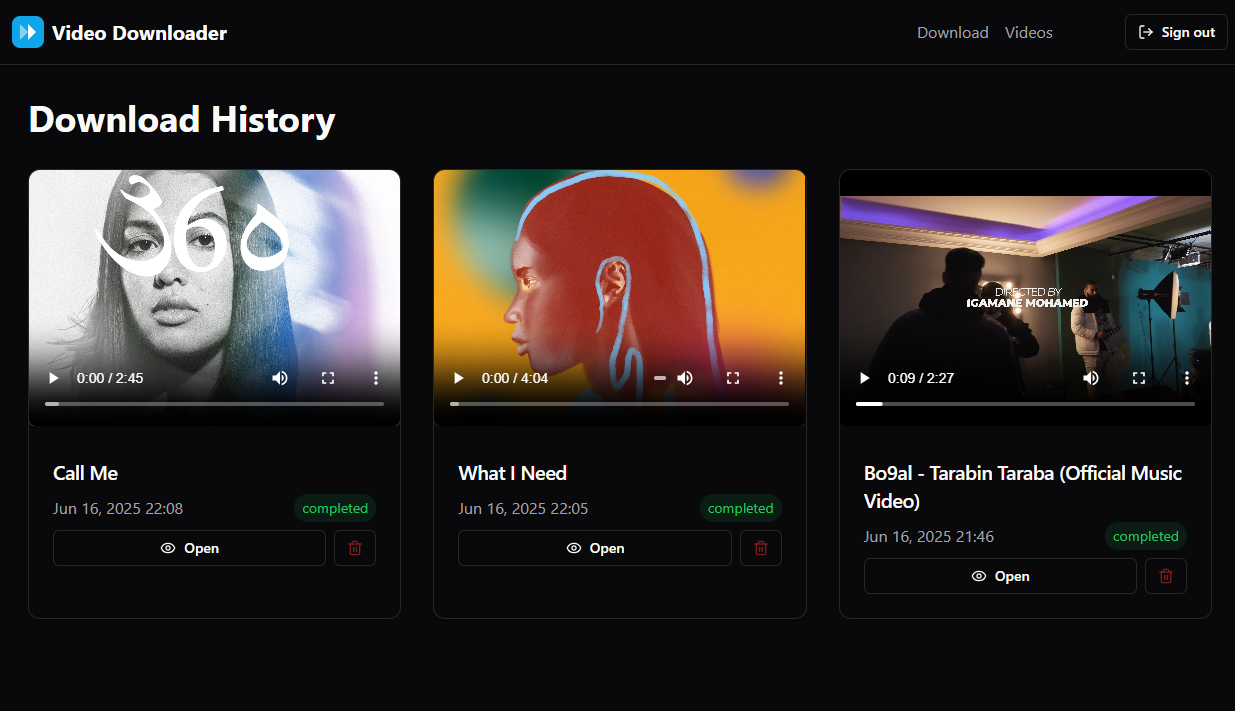 Video Downloader
Download
Videos
Sign out
Download History
360
0:00 / 2:45
Call Me
Jun 16, 2025 22:08
completed
Open
0:00 / 4:04
What I Need
Jun 16, 2025 22:05
completed
Open
DIRECTED BY
IGAMANE MOHAMED
0:09 / 2:27
Bo9al - Tarabin Taraba (Official Music
Video)
Jun 16, 2025 21:46
completed
Open